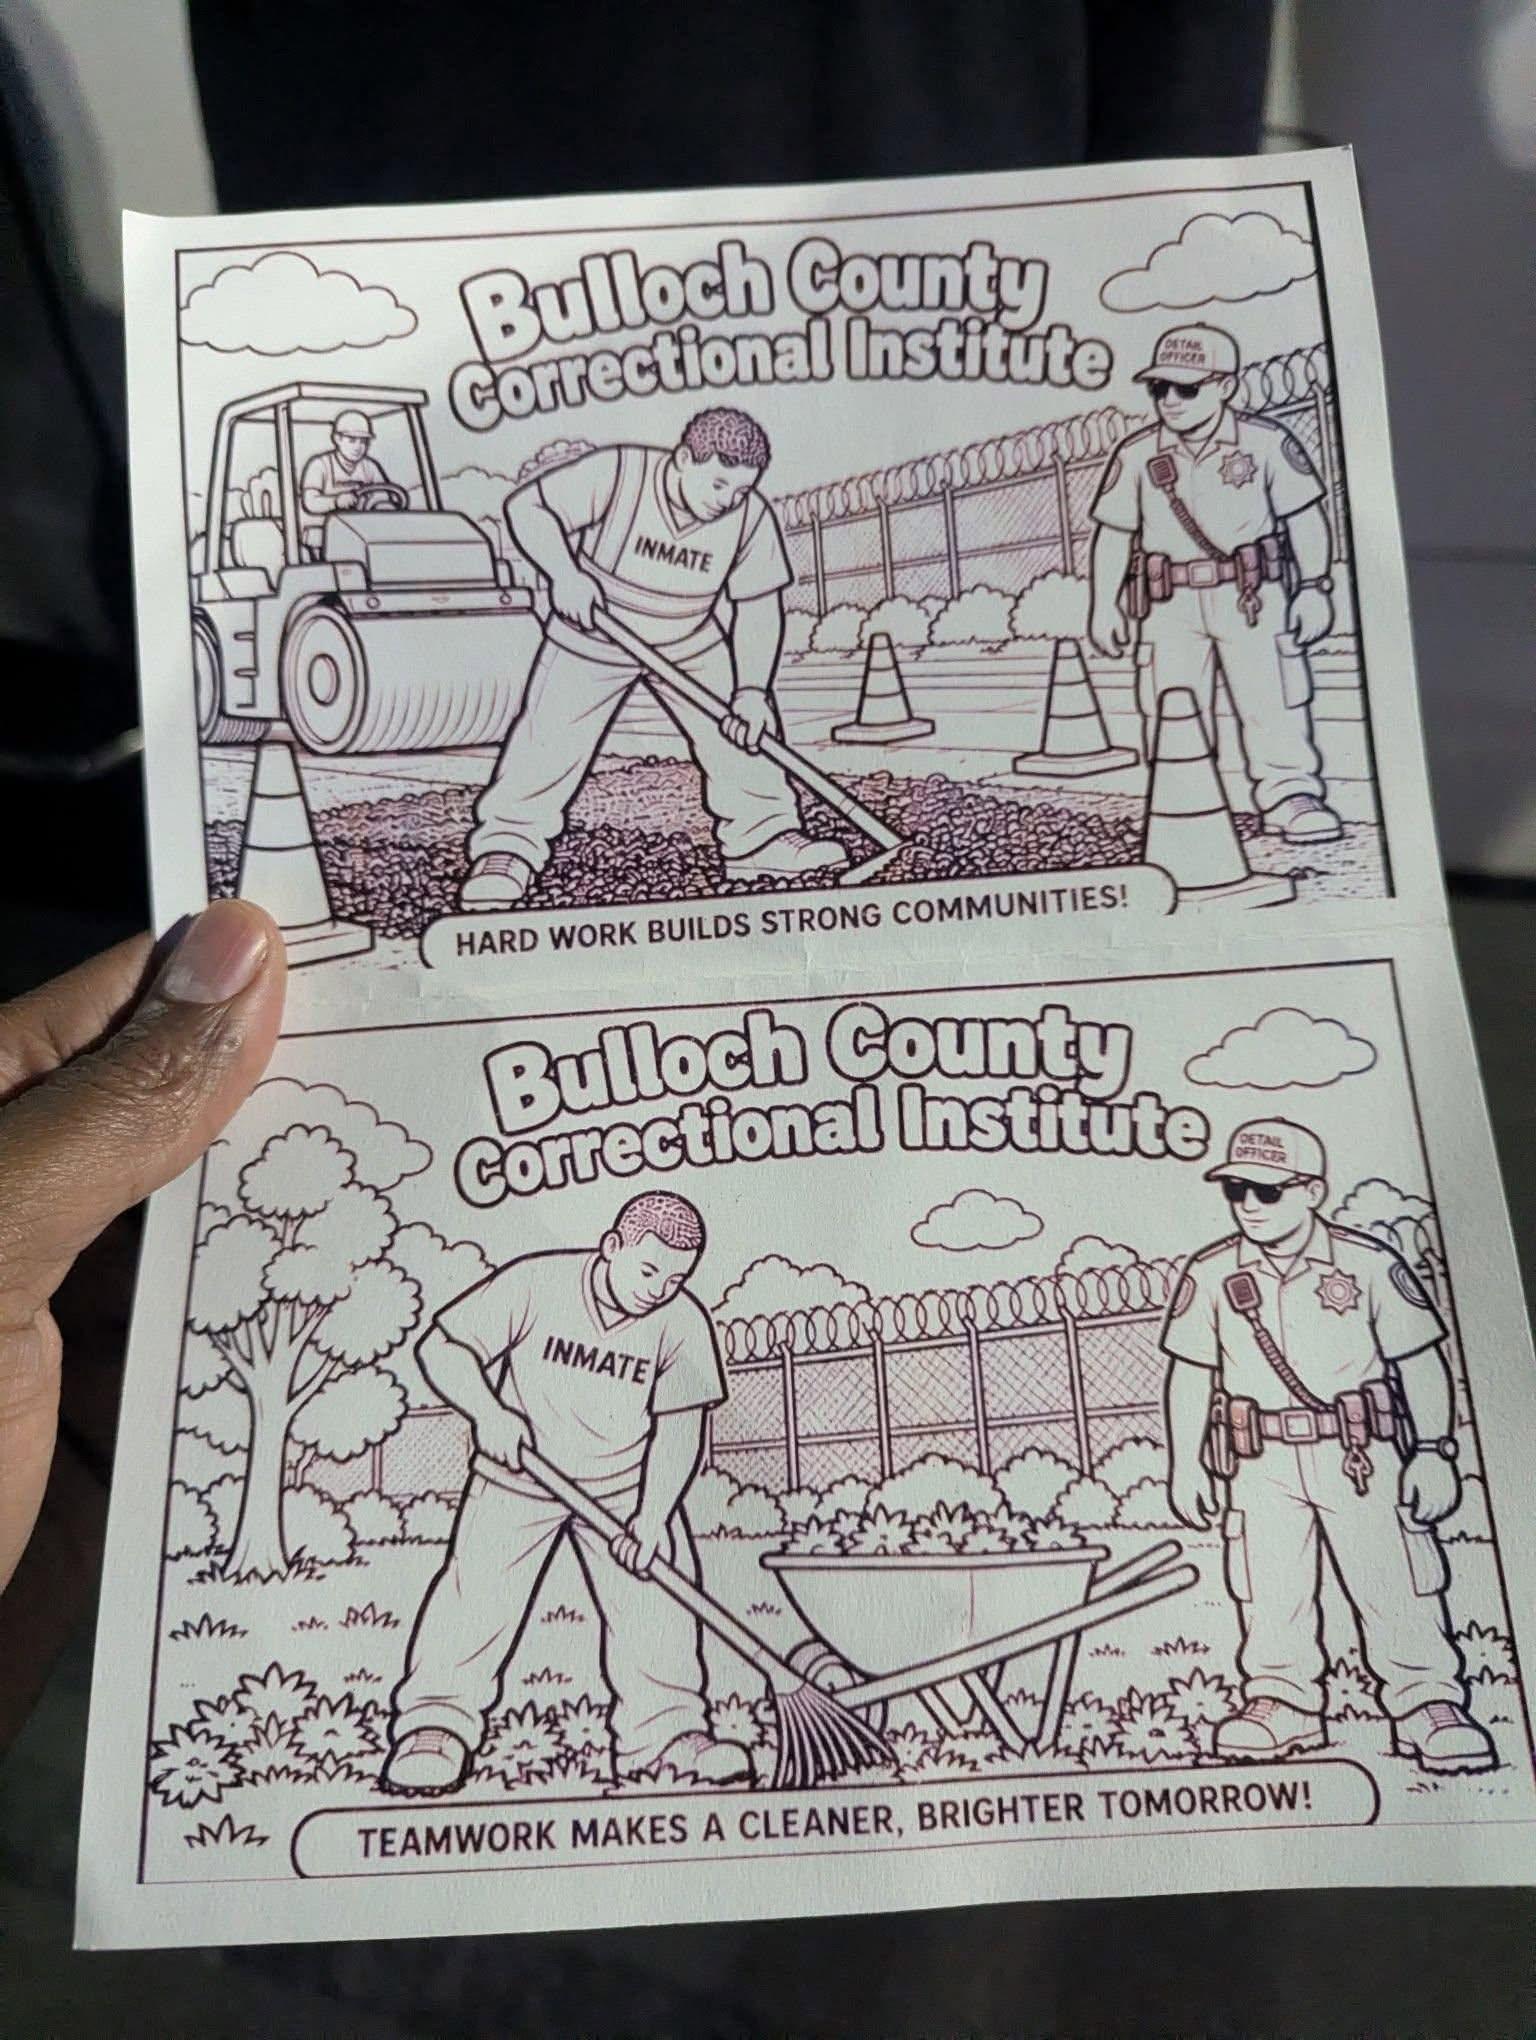 Bulloch County
Correctional Institute
DETAIL
OFFICER
INMATE
HARD WORK BUILDS STRONG COMMUNITIES!
Bulloch County
Correctional Institute
DETAIL
OFFICER
INMATE
TEAMWORK MAKES A CLEANER, BRIGHTER TOMORROW!